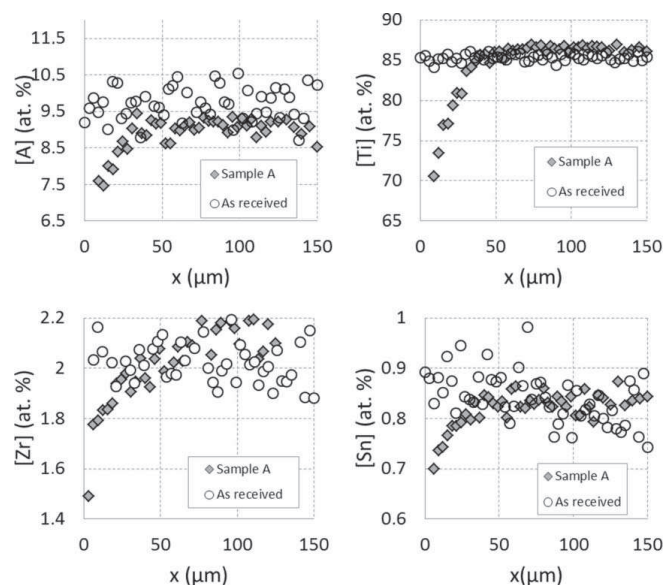 [A] (at. %)
11.5
10.5
9.5
8.5
7.5
6.5
0 50 100 150
x (μm)
Sample A
As received
[Ti] (at. %)
90
85
80
75
70
65
0 50 100 150
x (μm)
Sample A
As received
[Zr] (at. %)
2.2
2
1.8
1.6
1.4
0 50 100 150
x (μm)
Sample A
As received
[Sn] (at. %)
1
0.9
0.8
0.7
0.6
0 50 100 150
x(μm)
Sample A
As received